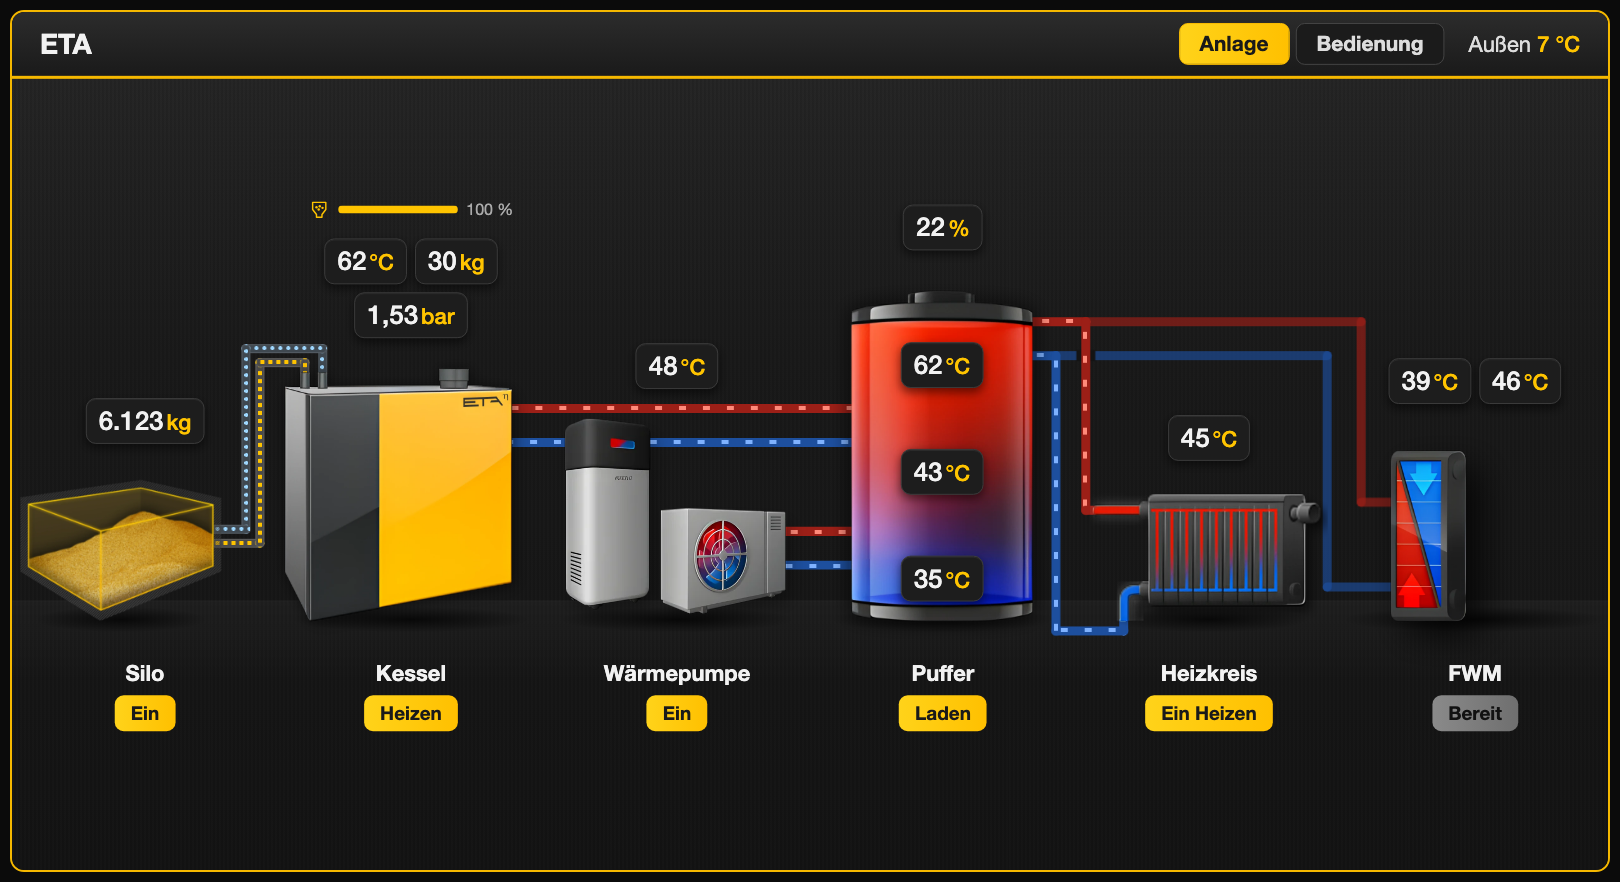 ETA
Anlage
Bedienung
Außen 7 °C
100 %
62 °C
30 kg
1,53 bar
22 %
48 °C
62 °C
39 °C
46 °C
6.123 kg
ETA
45 °C
43 °C
35 °C
Silo
Kessel
Wärmepumpe
Puffer
Heizkreis
FWM
Ein
Heizen
Ein
Laden
Ein Heizen
Bereit